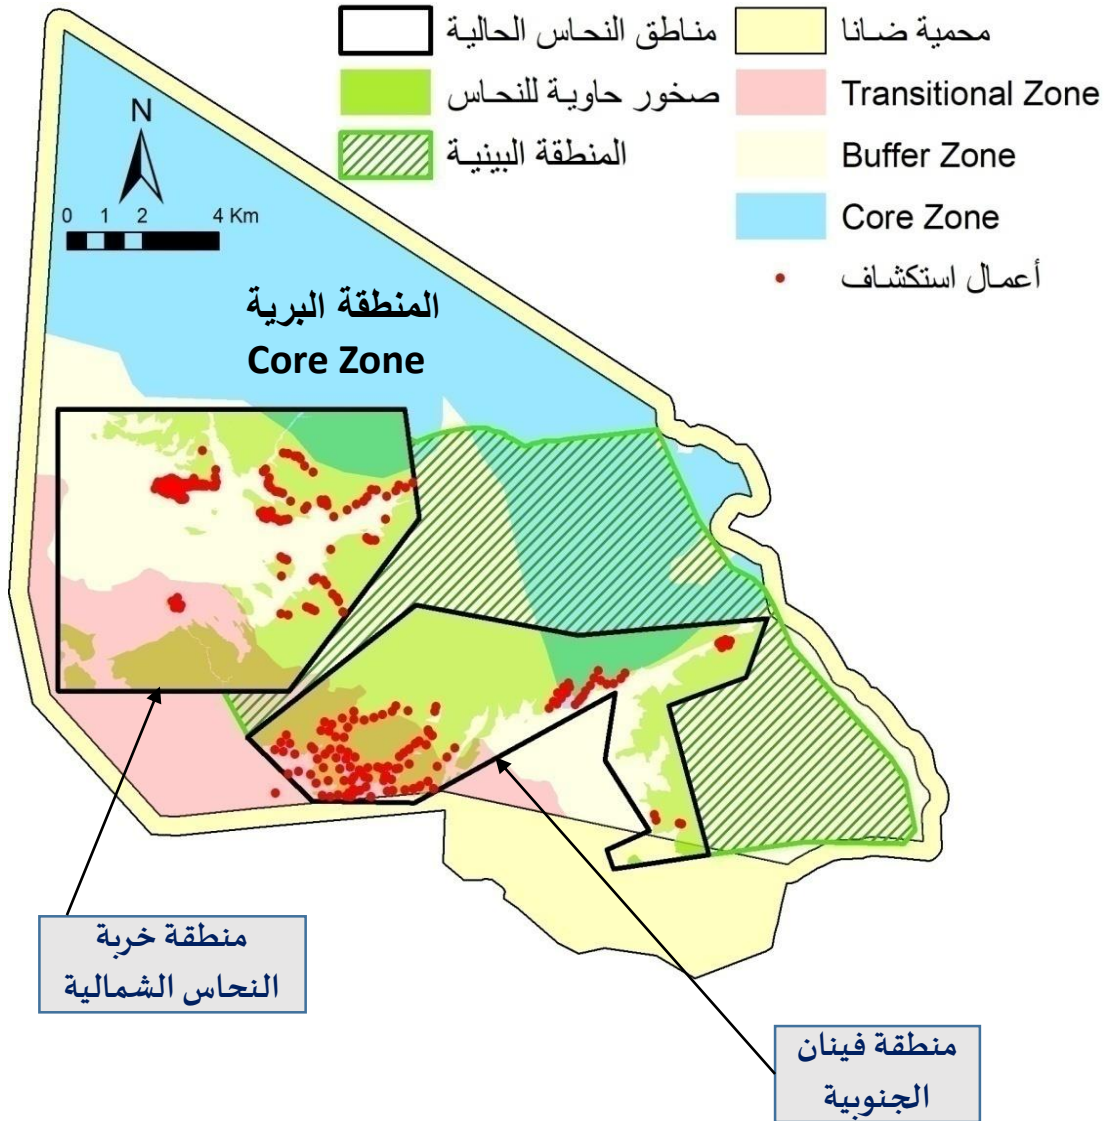 مناطق النحاس الحالية
صخور حاوية للنحاس
المنطقة البينية
محمية ضانا
Transitional Zone
Buffer Zone
Core Zone
أعمال استكشاف
N
0 1 2 4 Km
المنطقة البرية
Core Zone
منطقة خربة
النحاس الشمالية
منطقة فينان
الجنوبية